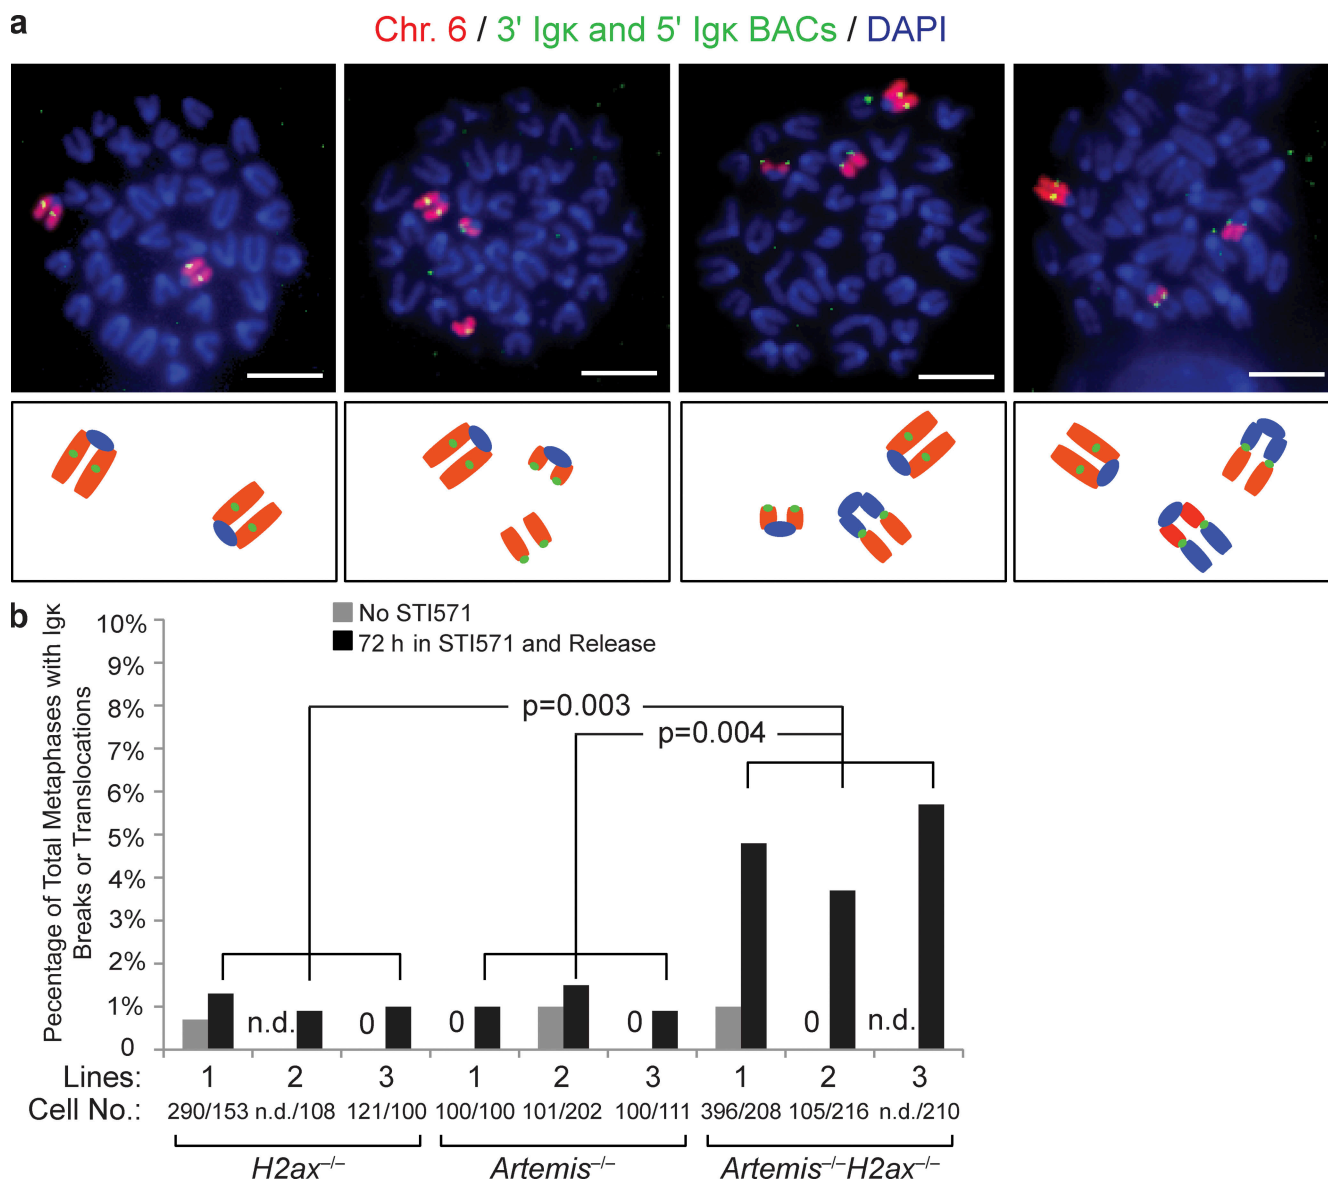 a
Chr. 6 / 3' Igκ and 5' Igκ BACs / DAPI
b
Pecentage of Total Metaphases with Igκ
Breaks or Translocations
No STI571
72 h in STI571 and Release
10%
9%
8%
7%
6%
5%
4%
3%
2%
1%
0
p=0.003
p=0.004
n.d. 0 0 0 0 n.d.
Lines: 1 2 3 1 2 3 1 2 3
Cell No.: 290/153 n.d./108 121/100 100/100 101/202 100/111 396/208 105/216 n.d./210
H2ax–/– Artemis–/– Artemis–/–H2ax–/–